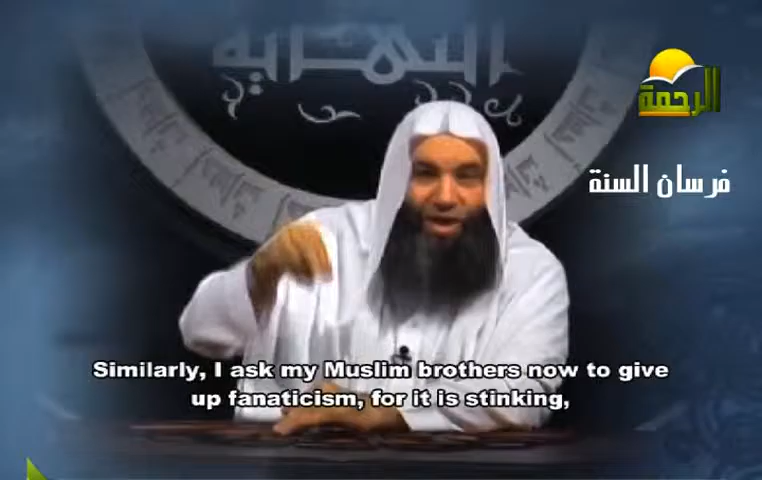 الرحمة
فرسان السنة
Similarly, I ask my Muslim brothers now to give
up fanaticism, for it is stinking,